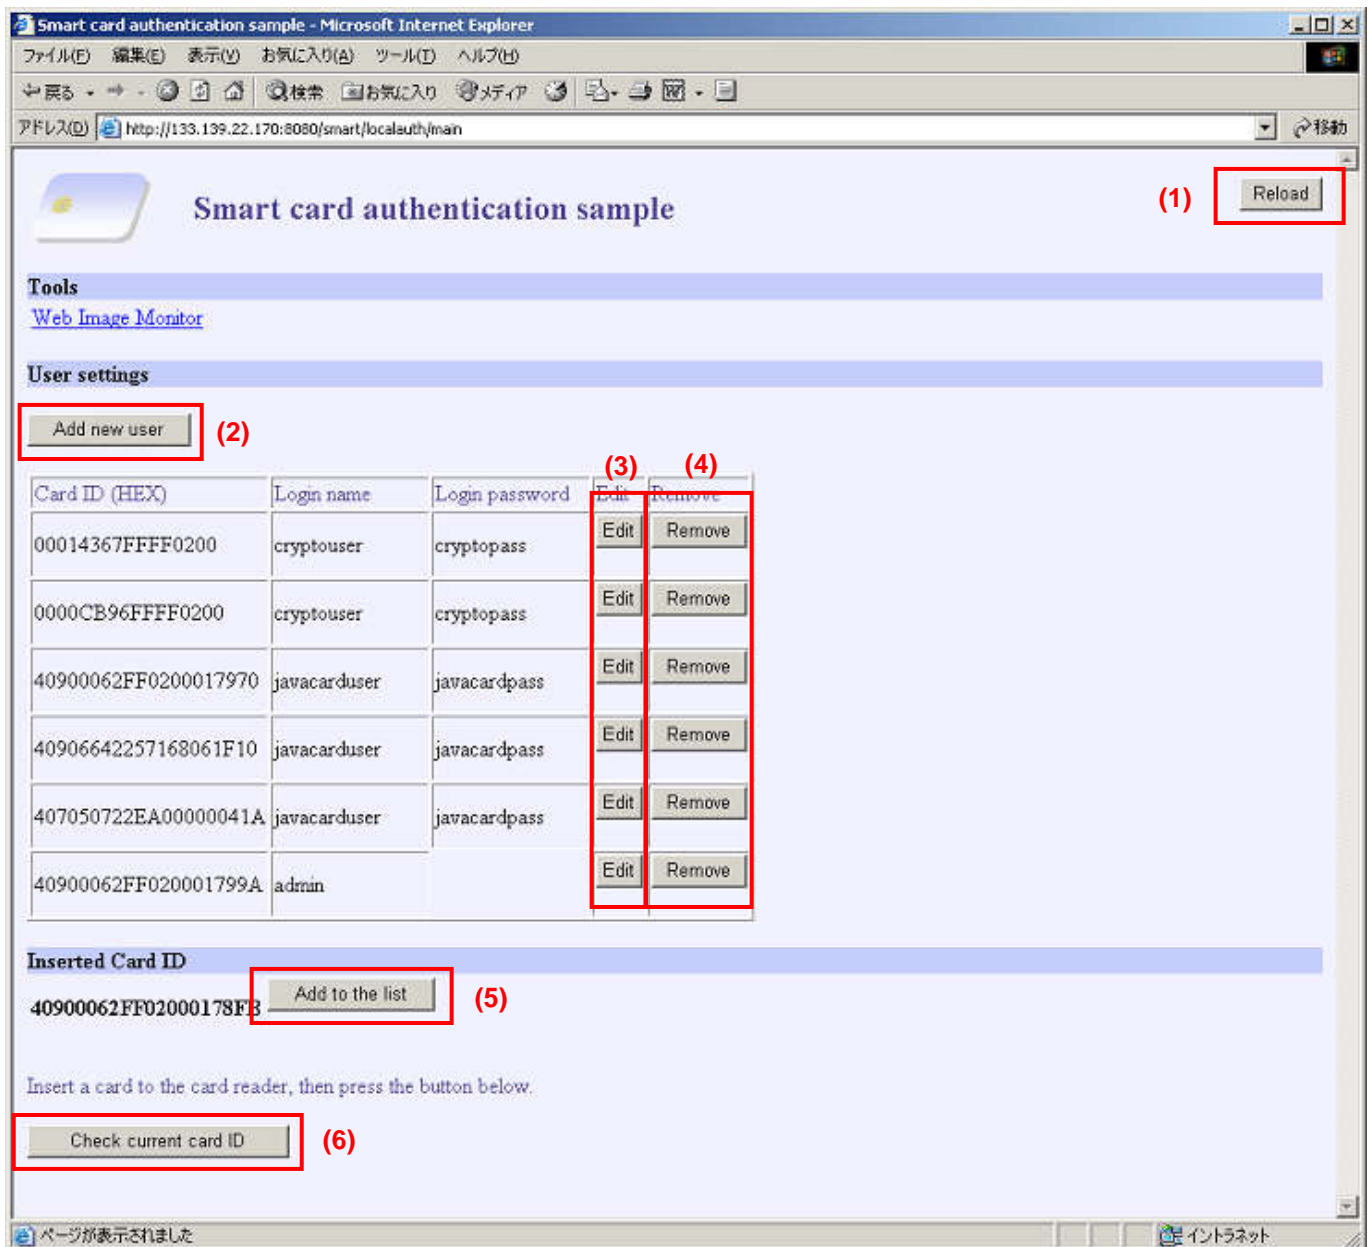 Smart card authentication sample - Microsoft Internet Explorer
ファイル(F) 編集(E) 表示(V) お気に入り(A) ツール(T) ヘルプ(H)
戻る 検索 お気に入り メディア
アドレス(D) http://133.139.22.170:8080/smart/localauth/main 移動
Smart card authentication sample
(1) Reload
Tools
Web Image Monitor
User settings
Add new user (2)
(3) (4)
Card ID (HEX) Login name Login password Edit Remove
00014367FFFF0200 cryptouser cryptopass Edit Remove
0000CB96FFFF0200 cryptouser cryptopass Edit Remove
40900062FF0200017970 javacarduser javacardpass Edit Remove
40906642257168061F10 javacarduser javacardpass Edit Remove
407050722EA00000041A javacarduser javacardpass Edit Remove
40900062FF020001799A admin Edit Remove
Inserted Card ID
40900062FF02000178FB Add to the list (5)
Insert a card to the card reader, then press the button below.
Check current card ID (6)
ページが表示されました イントラネット